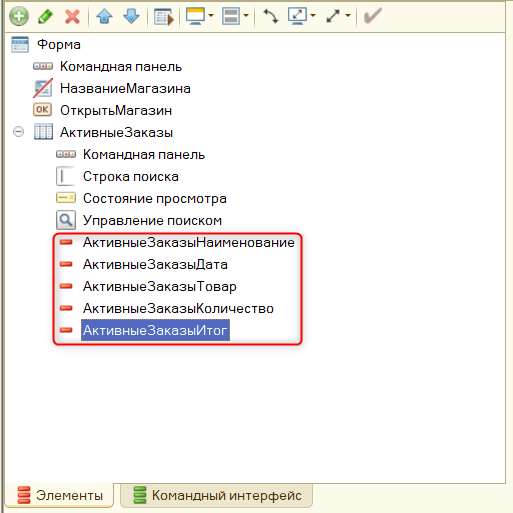 Форма
Командная панель
НазваниеМагазина
OK ОткрытьМагазин
АктивныеЗаказы
Командная панель
Строка поиска
Состояние просмотра
Управление поиском
АктивныеЗаказыНаименование
АктивныеЗаказыДата
АктивныеЗаказыТовар
АктивныеЗаказыКоличество
АктивныеЗаказыИтог
Элементы Командный интерфейс